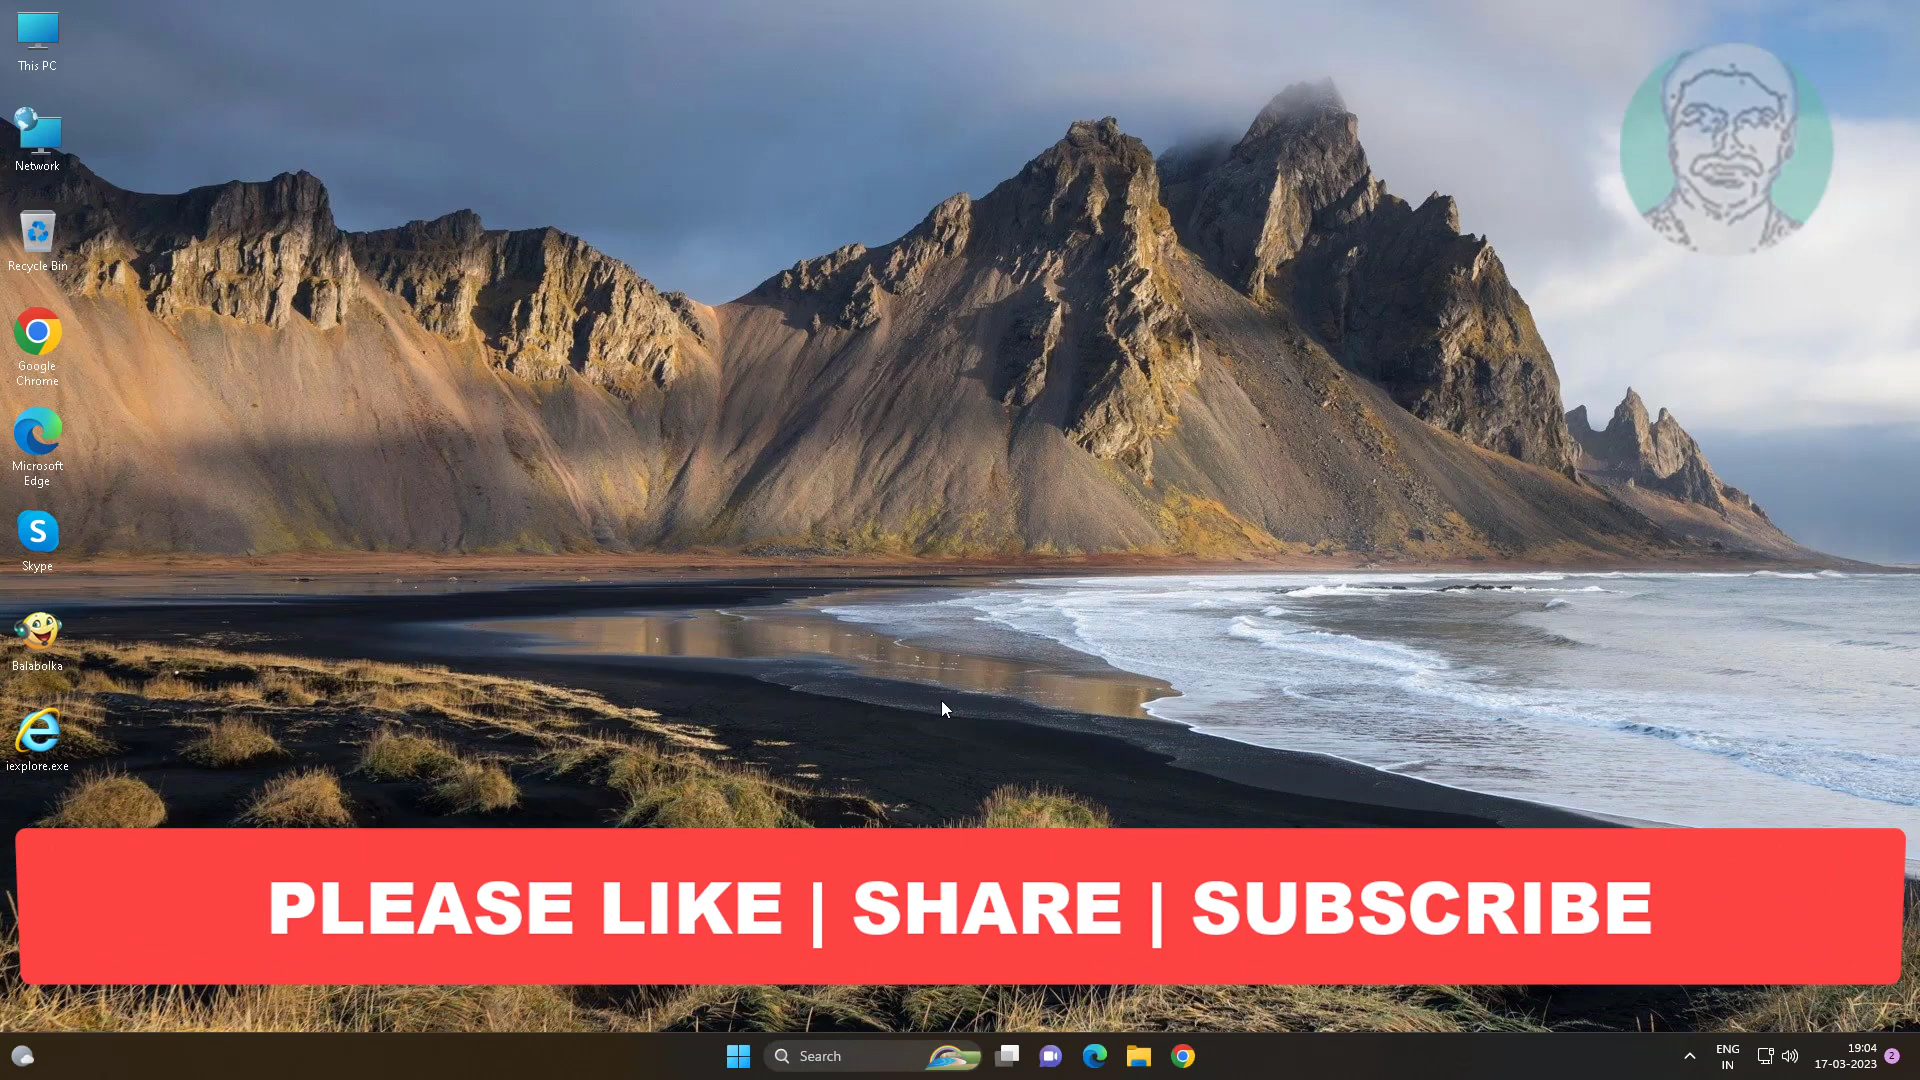 This PC
Network
Recycle Bin
Google
Chrome
Microsoft
Edge
S
Skype
Balabolka
iexplore.exe
PLEASE LIKE | SHARE | SUBSCRIBE
Search
ENG
IN
19:04
17-03-2023
2